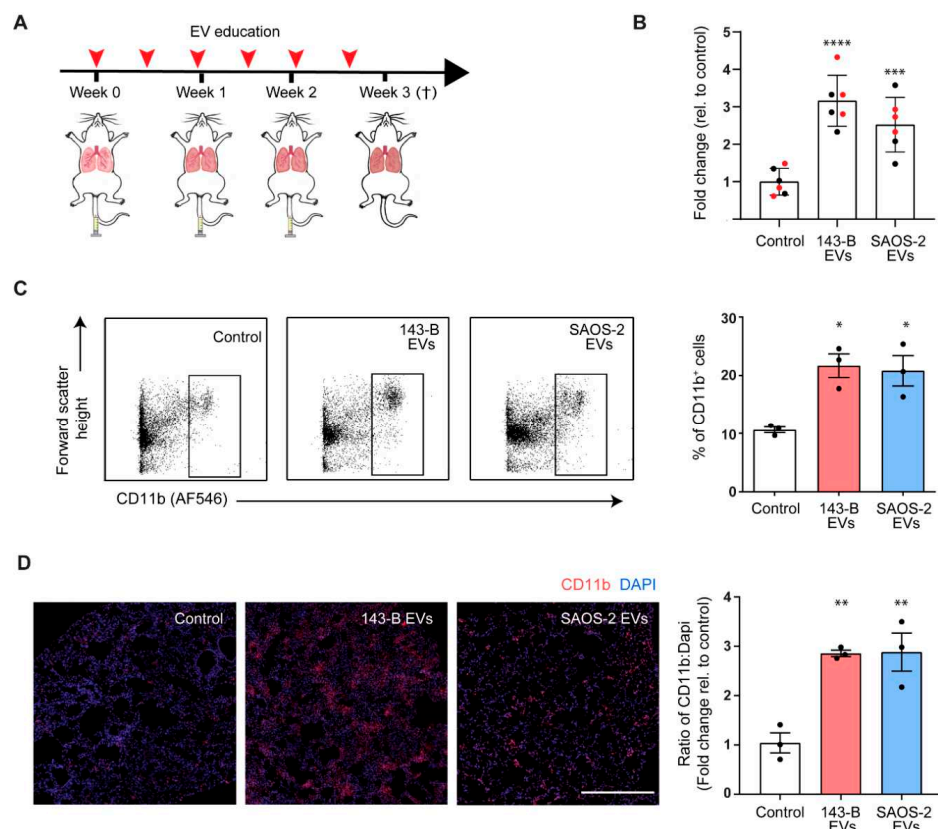 A
EV education
Week 0
Week 1
Week 2
Week 3 (†)
B
Fold change (rel. to control)
5
4
3
2
1
0
****
***
Control
143-B
EVs
SAOS-2
EVs
C
Forward scatter
height
Control
143-B
EVs
SAOS-2
EVs
CD11b (AF546)
% of CD11b⁺ cells
30
20
10
0
*
*
Control
143-B
EVs
SAOS-2
EVs
D
CD11b DAPI
Control
143-B EVs
SAOS-2 EVs
Ratio of CD11b:Dapi
(Fold change rel. to control)
4
3
2
1
0
**
**
Control
143-B
EVs
SAOS-2
EVs